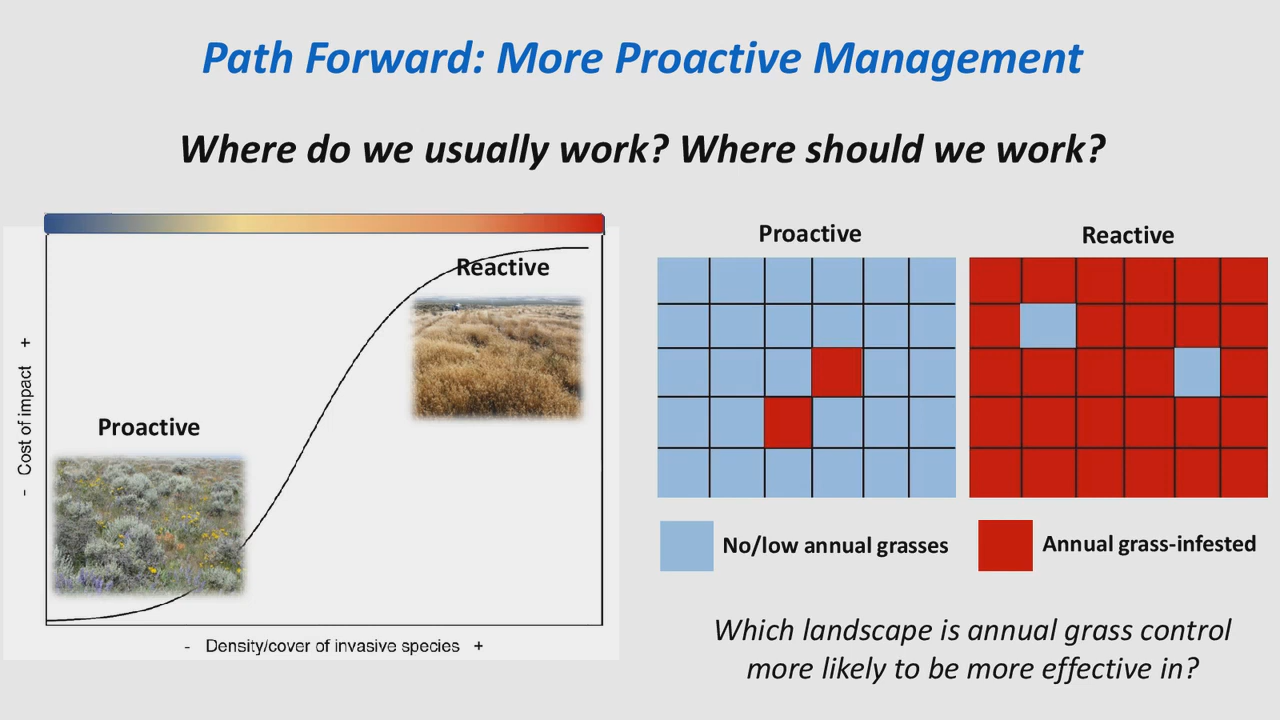 Path Forward: More Proactive Management
Where do we usually work? Where should we work?
Reactive
Proactive
- Cost of impact +
- Density/cover of invasive species +
Proactive
Reactive
No/low annual grasses
Annual grass-infested
Which landscape is annual grass control
more likely to be more effective in?